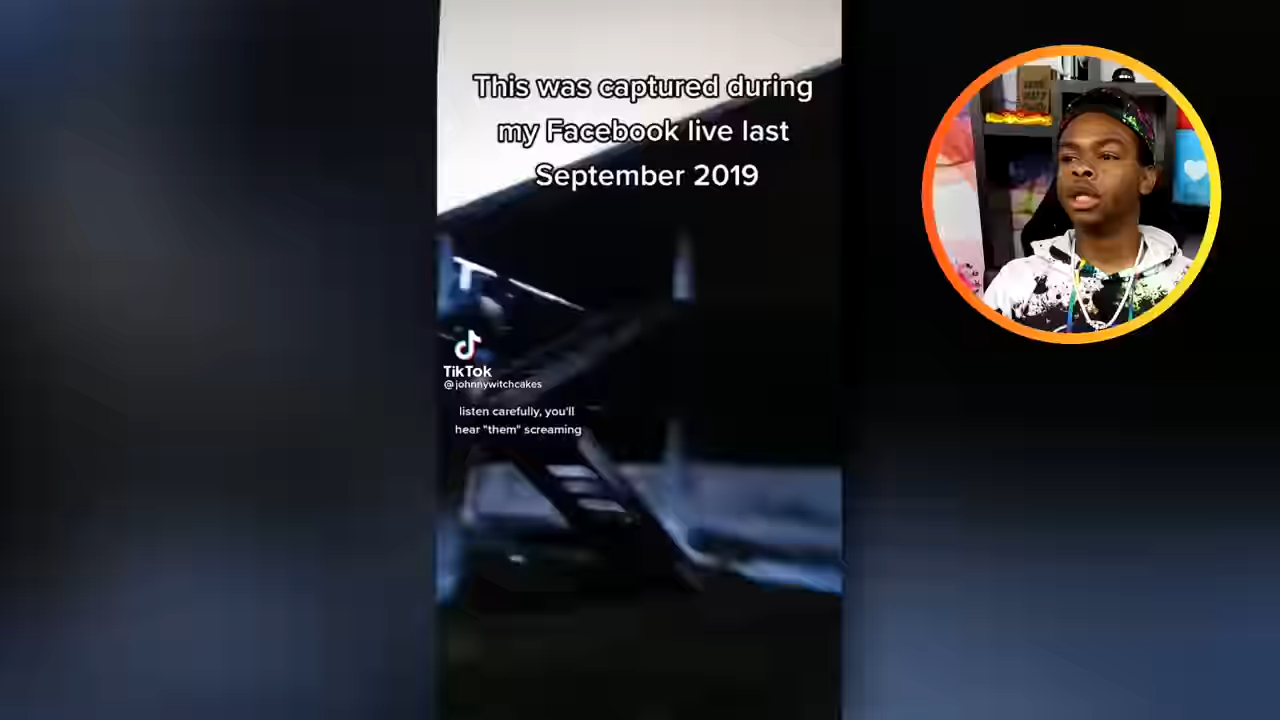 This was captured during
my Facebook live last
September 2019
TikTok
@johnnywitchcakes
listen carefully, you'll
hear "them" screaming